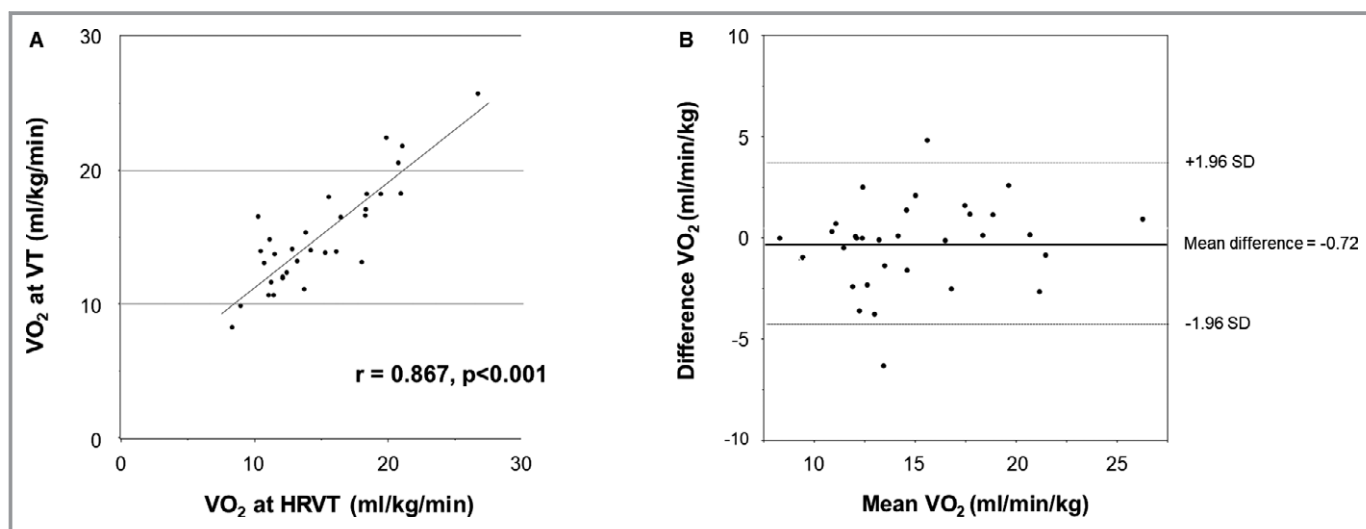 A
VO₂ at VT (ml/kg/min)
30
20
10
0
r = 0.867, p<0.001
0 10 20 30
VO₂ at HRVT (ml/kg/min)
B
Difference VO₂ (ml/min/kg)
10
5
0
-5
-10
+1.96 SD
Mean difference = -0.72
-1.96 SD
10 15 20 25
Mean VO₂ (ml/min/kg)